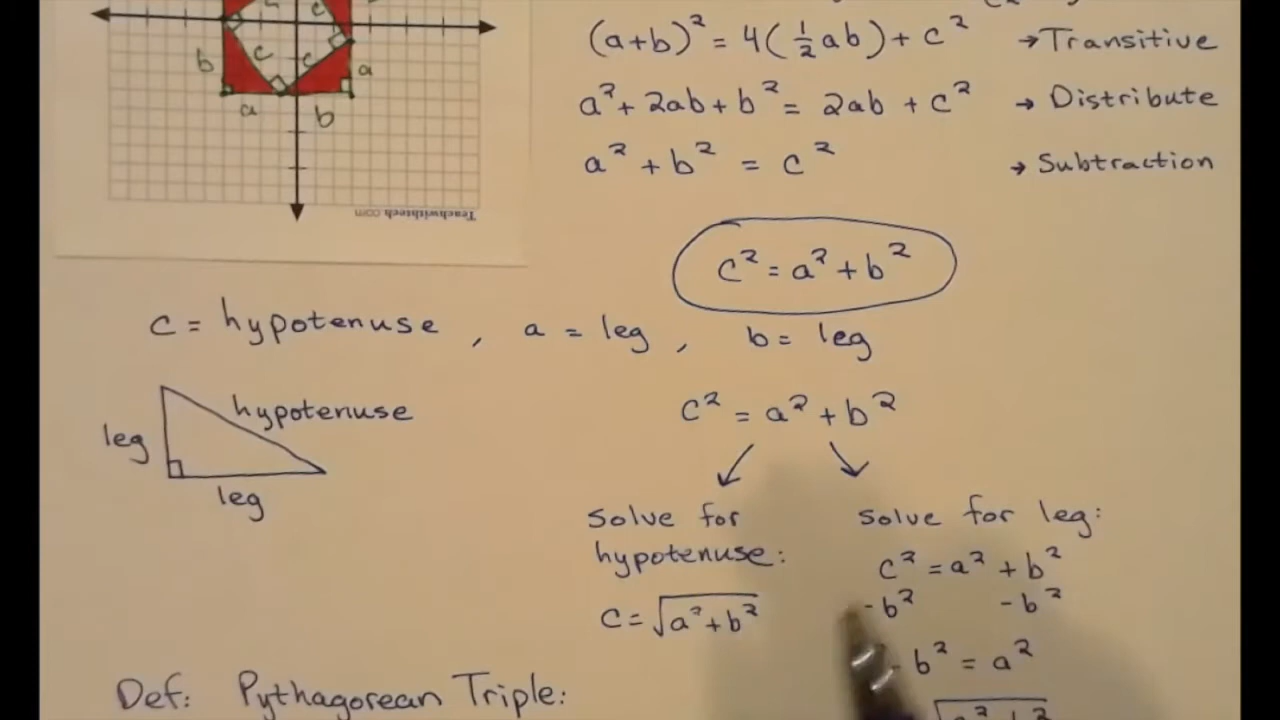 c c
b c c a
a b
Teachwithtech.com
(a+b)² = 4(½ab) + c² → Transitive
a² + 2ab + b² = 2ab + c² → Distribute
a² + b² = c² → Subtraction
c² = a² + b²
c = hypotenuse , a = leg , b = leg
leg hypotenuse
leg
c² = a² + b²
Solve for
hypotenuse:
c = √a² + b²
Solve for leg:
c² = a² + b²
-b² -b²
- b² = a²
Def: Pythagorean Triple: